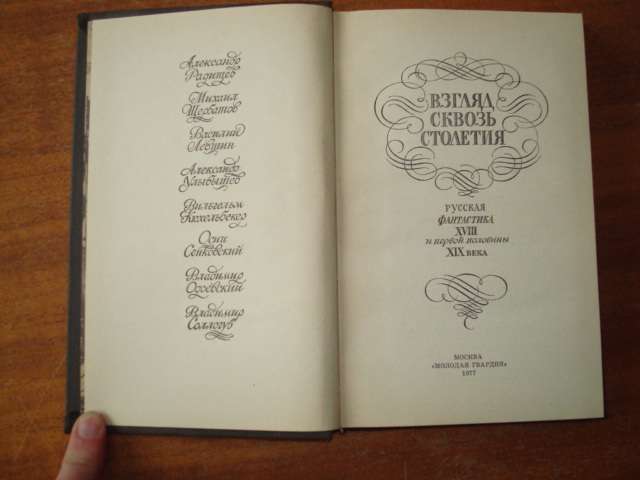 Александр
Радищев
Михаил
Щербатов
Василий
Левшин
Александр
Улыбышев
Вильгельм
Кюхельбекер
Осип
Сенковский
Владимир
Одоевский
Владимир
Соллогуб
ВЗГЛЯД
СКВОЗЬ
СТОЛЕТИЯ
РУССКАЯ
ФАНТАСТИКА
XVIII
и первой половины
XIX ВЕКА
МОСКВА
«МОЛОДАЯ ГВАРДИЯ»
1977